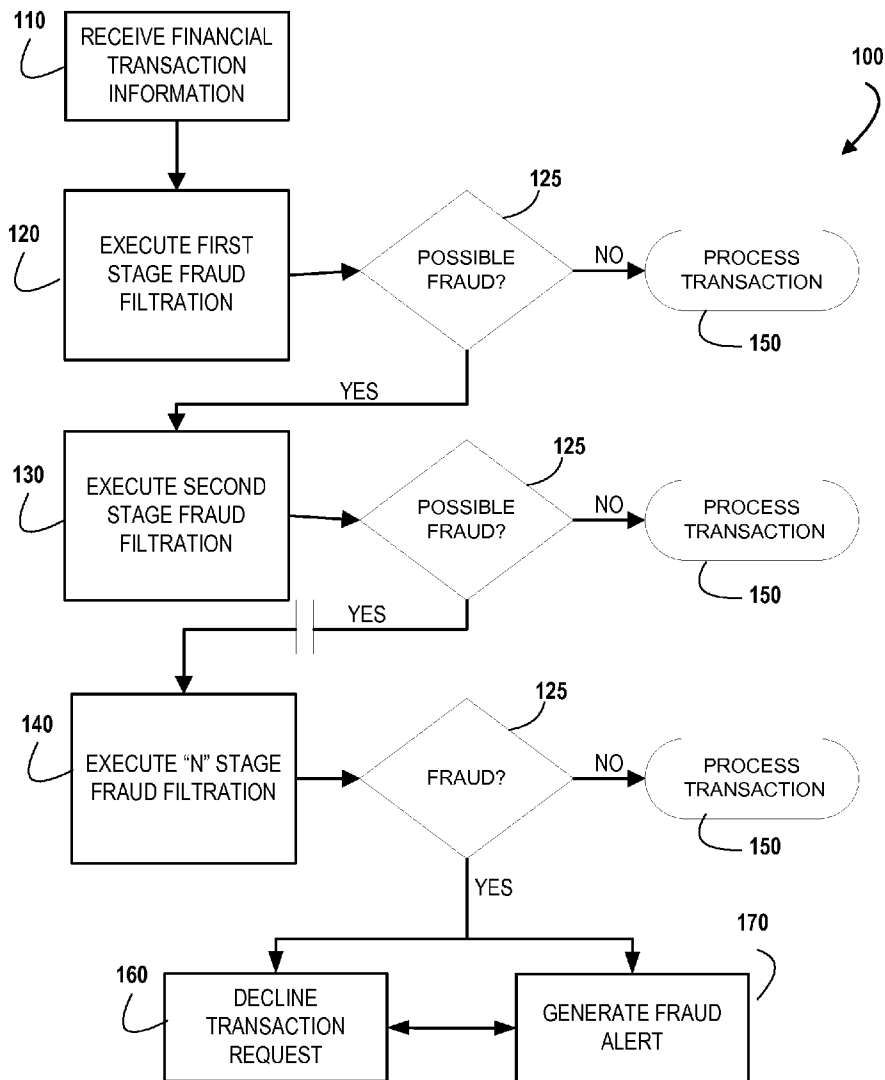 110
RECEIVE FINANCIAL
TRANSACTION
INFORMATION
100
120
EXECUTE FIRST
STAGE FRAUD
FILTRATION
125
POSSIBLE
FRAUD?
NO
PROCESS
TRANSACTION
150
YES
130
EXECUTE SECOND
STAGE FRAUD
FILTRATION
125
POSSIBLE
FRAUD?
NO
PROCESS
TRANSACTION
150
YES
140
EXECUTE “N” STAGE
FRAUD FILTRATION
125
FRAUD?
NO
PROCESS
TRANSACTION
150
YES
160
DECLINE
TRANSACTION
REQUEST
170
GENERATE FRAUD
ALERT